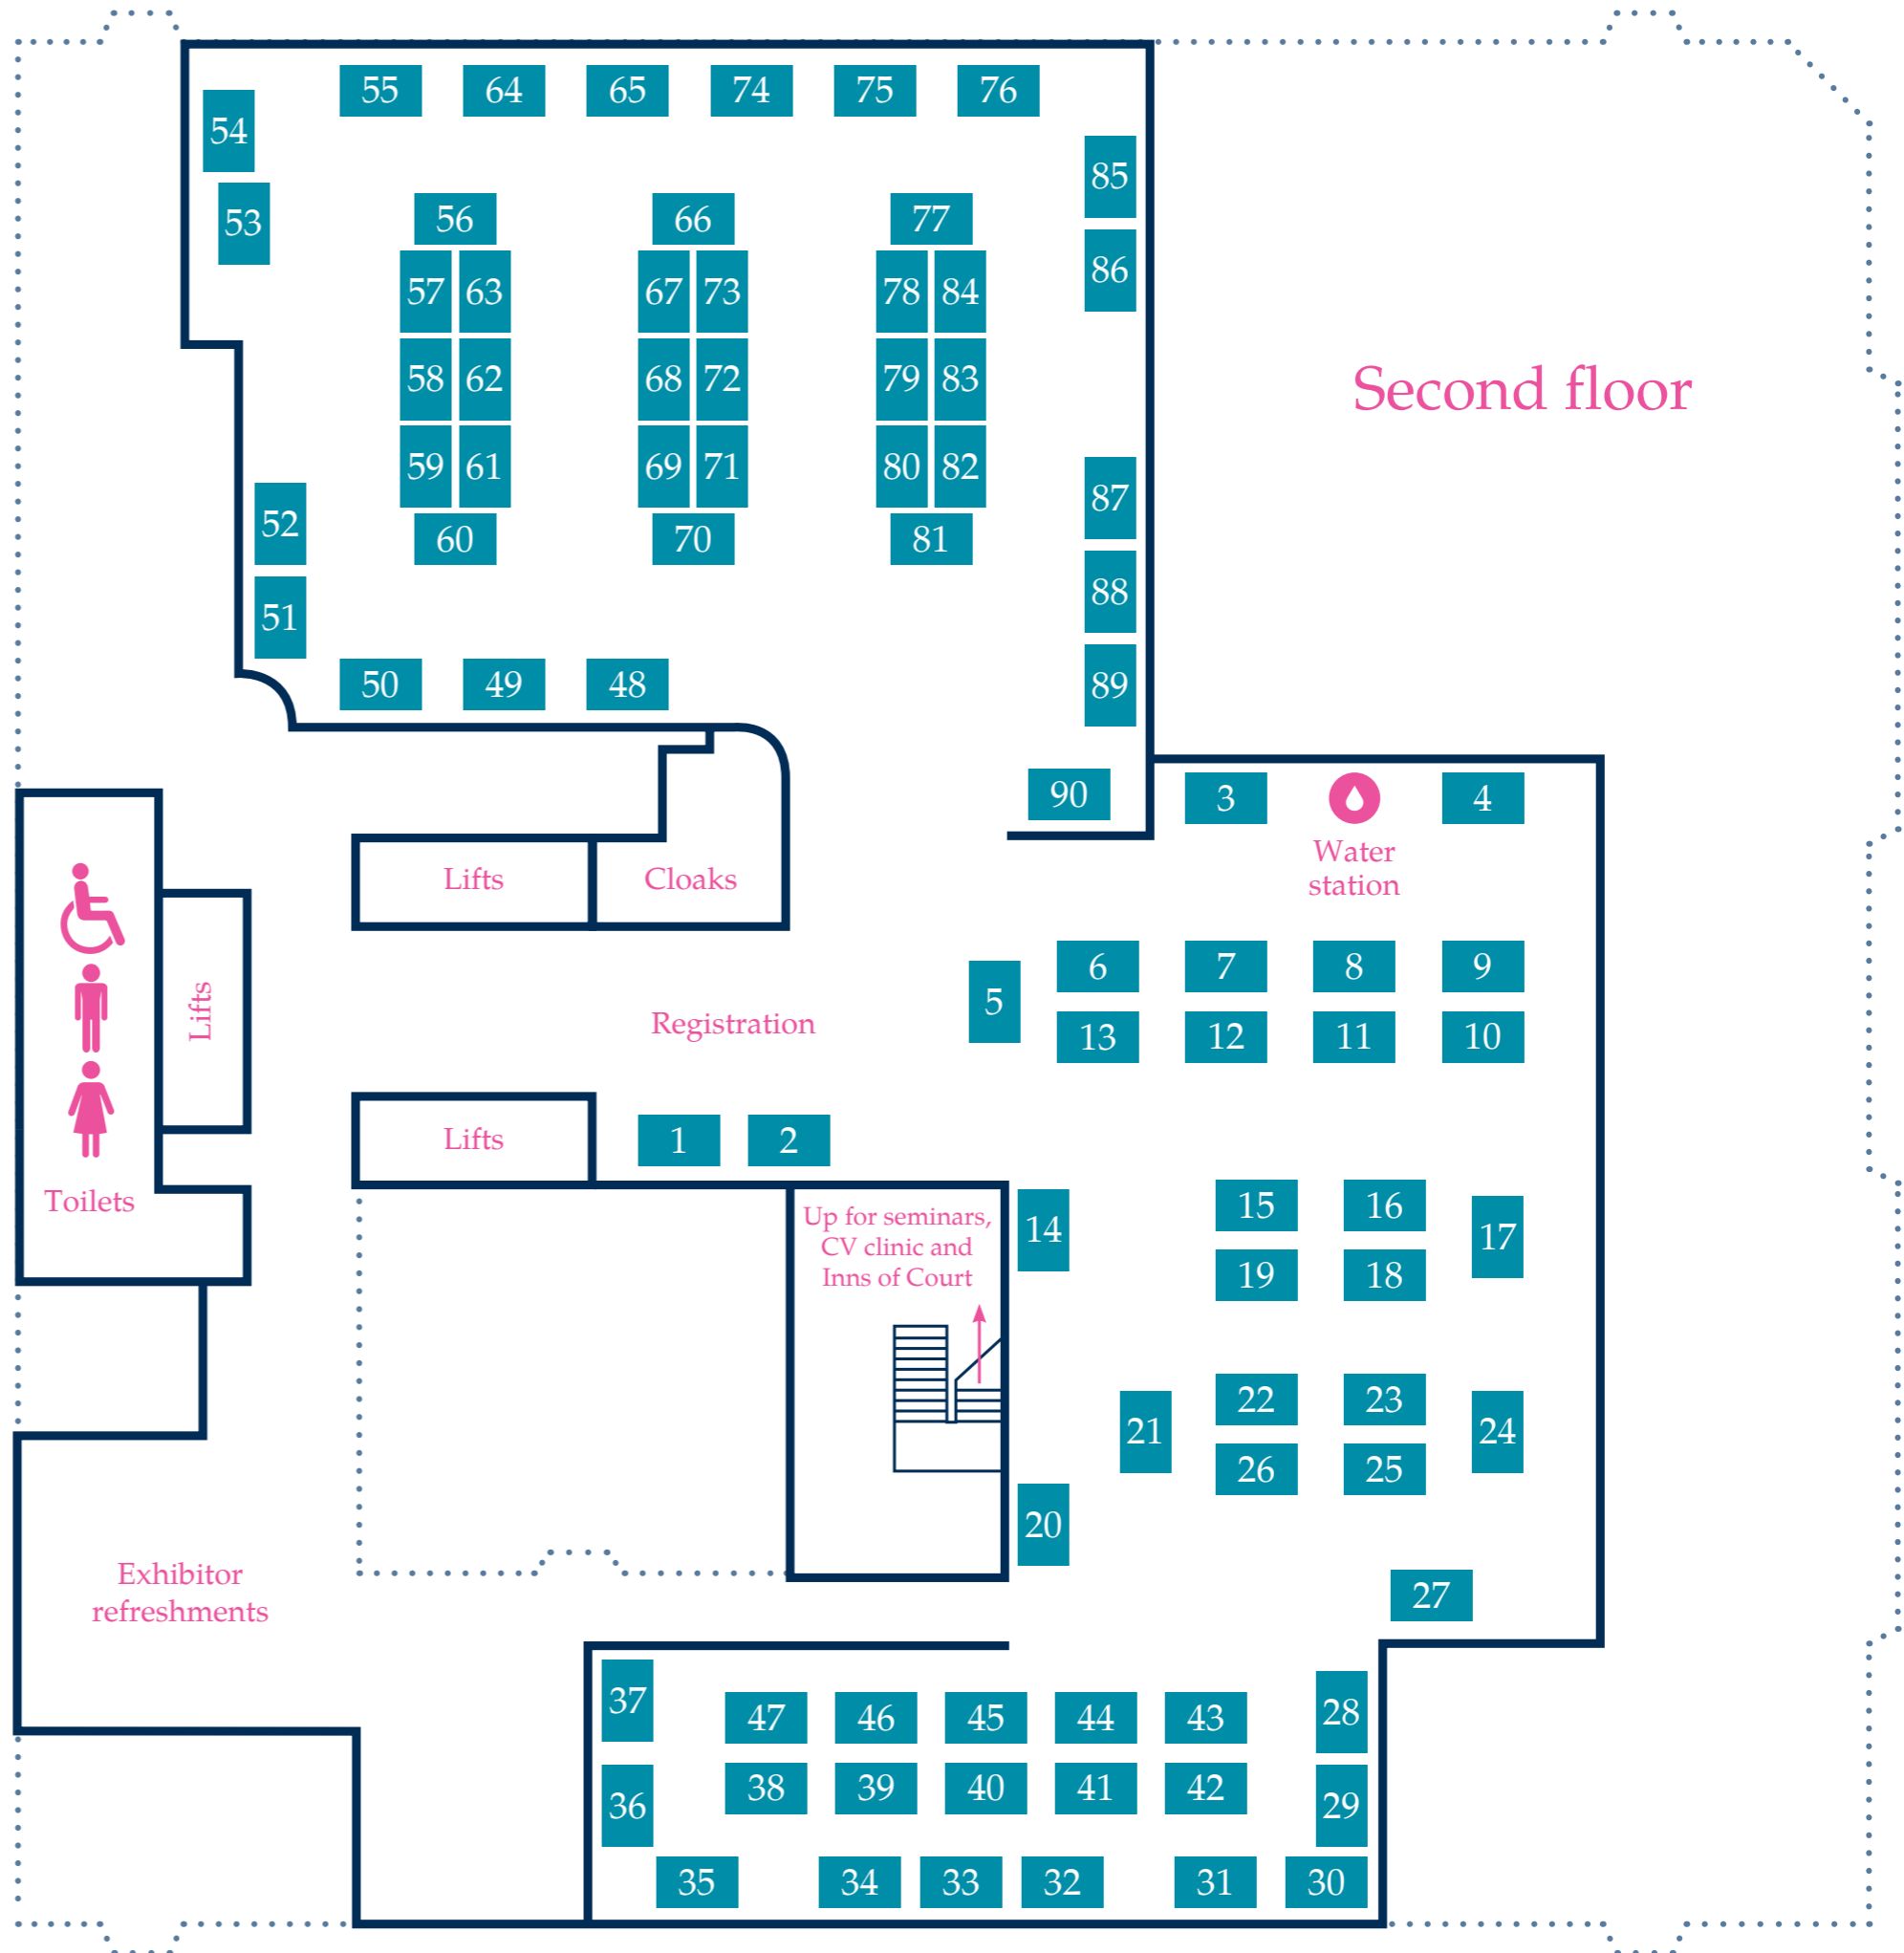 55 64 65 74 75 76
54
85
53
56 66 77
86
57 63 67 73 78 84
Second floor
58 62 68 72 79 83
59 61 69 71 80 82
87
52
60 70 81
88
51
50 49 48
89
90 3 4
Water
station
Lifts Cloaks
6 7 8 9
5
Lifts
Registration
13 12 11 10
Lifts
1 2
Toilets
Up for seminars,
CV clinic and
Inns of Court
14
15 16
17
19 18
22 23
21
24
26 25
20
Exhibitor
refreshments
27
37
28
47 46 45 44 43
38 39 40 41 42
36
29
35 34 33 32 31 30